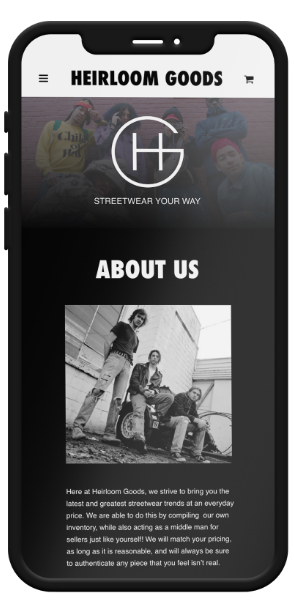 HEIRLOOM GOODS
Chili
Hell
GH
STREETWEAR YOUR WAY
ABOUT US
Here at Heirloom Goods, we strive to bring you the
latest and greatest streetwear trends at an everyday
price. We are able to do this by compiling our own
inventory, while also acting as a middle man for
sellers just like yourself! We will match your pricing,
as long as it is reasonable, and will always be sure
to authenticate any piece that you feel isn't real.